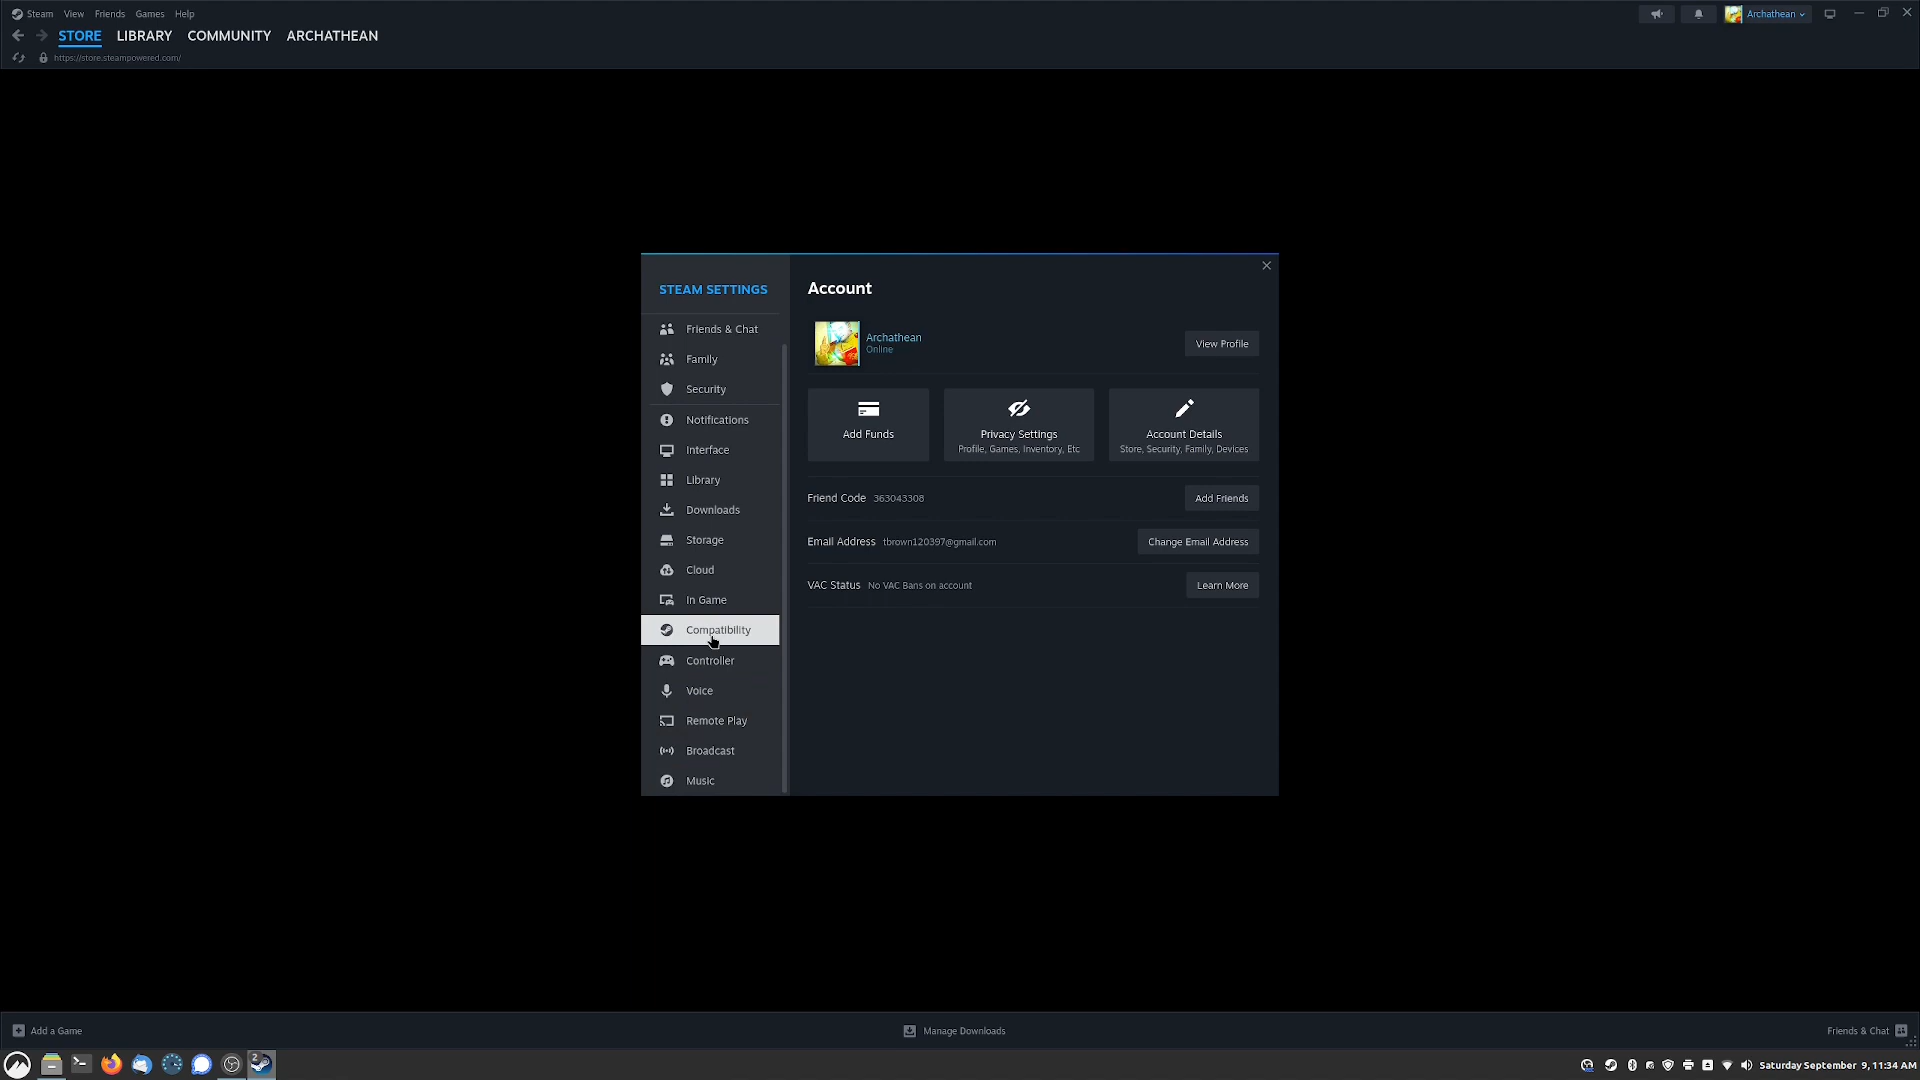 Steam View Friends Games Help
Archathean
STORE LIBRARY COMMUNITY ARCHATHEAN
https://store.steampowered.com/
STEAM SETTINGS
Friends & Chat
Family
Security
Notifications
Interface
Library
Downloads
Storage
Cloud
In Game
Compatibility
Controller
Voice
Remote Play
Broadcast
Music
Account
Archathean
Online
View Profile
Add Funds
Privacy Settings
Profile, Games, Inventory, Etc
Account Details
Store, Security, Family, Devices
Friend Code 363043308
Add Friends
Email Address tbrown120397@gmail.com
Change Email Address
VAC Status No VAC Bans on account
Learn More
Add a Game
Manage Downloads
Friends & Chat
2
Saturday September 9, 11:34 AM